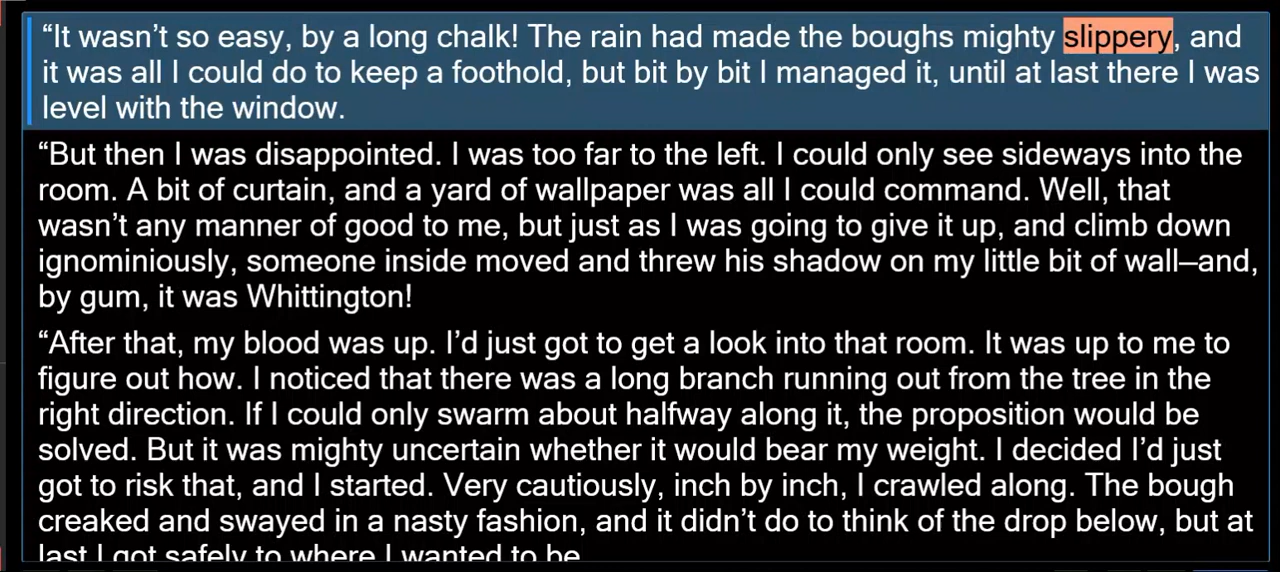 “It wasn’t so easy, by a long chalk! The rain had made the boughs mighty slippery, and
it was all I could do to keep a foothold, but bit by bit I managed it, until at last there I was
level with the window.
“But then I was disappointed. I was too far to the left. I could only see sideways into the
room. A bit of curtain, and a yard of wallpaper was all I could command. Well, that
wasn’t any manner of good to me, but just as I was going to give it up, and climb down
ignominiously, someone inside moved and threw his shadow on my little bit of wall—and,
by gum, it was Whittington!
“After that, my blood was up. I’d just got to get a look into that room. It was up to me to
figure out how. I noticed that there was a long branch running out from the tree in the
right direction. If I could only swarm about halfway along it, the proposition would be
solved. But it was mighty uncertain whether it would bear my weight. I decided I’d just
got to risk that, and I started. Very cautiously, inch by inch, I crawled along. The bough
creaked and swayed in a nasty fashion, and it didn’t do to think of the drop below, but at
last I got safely to where I wanted to be.